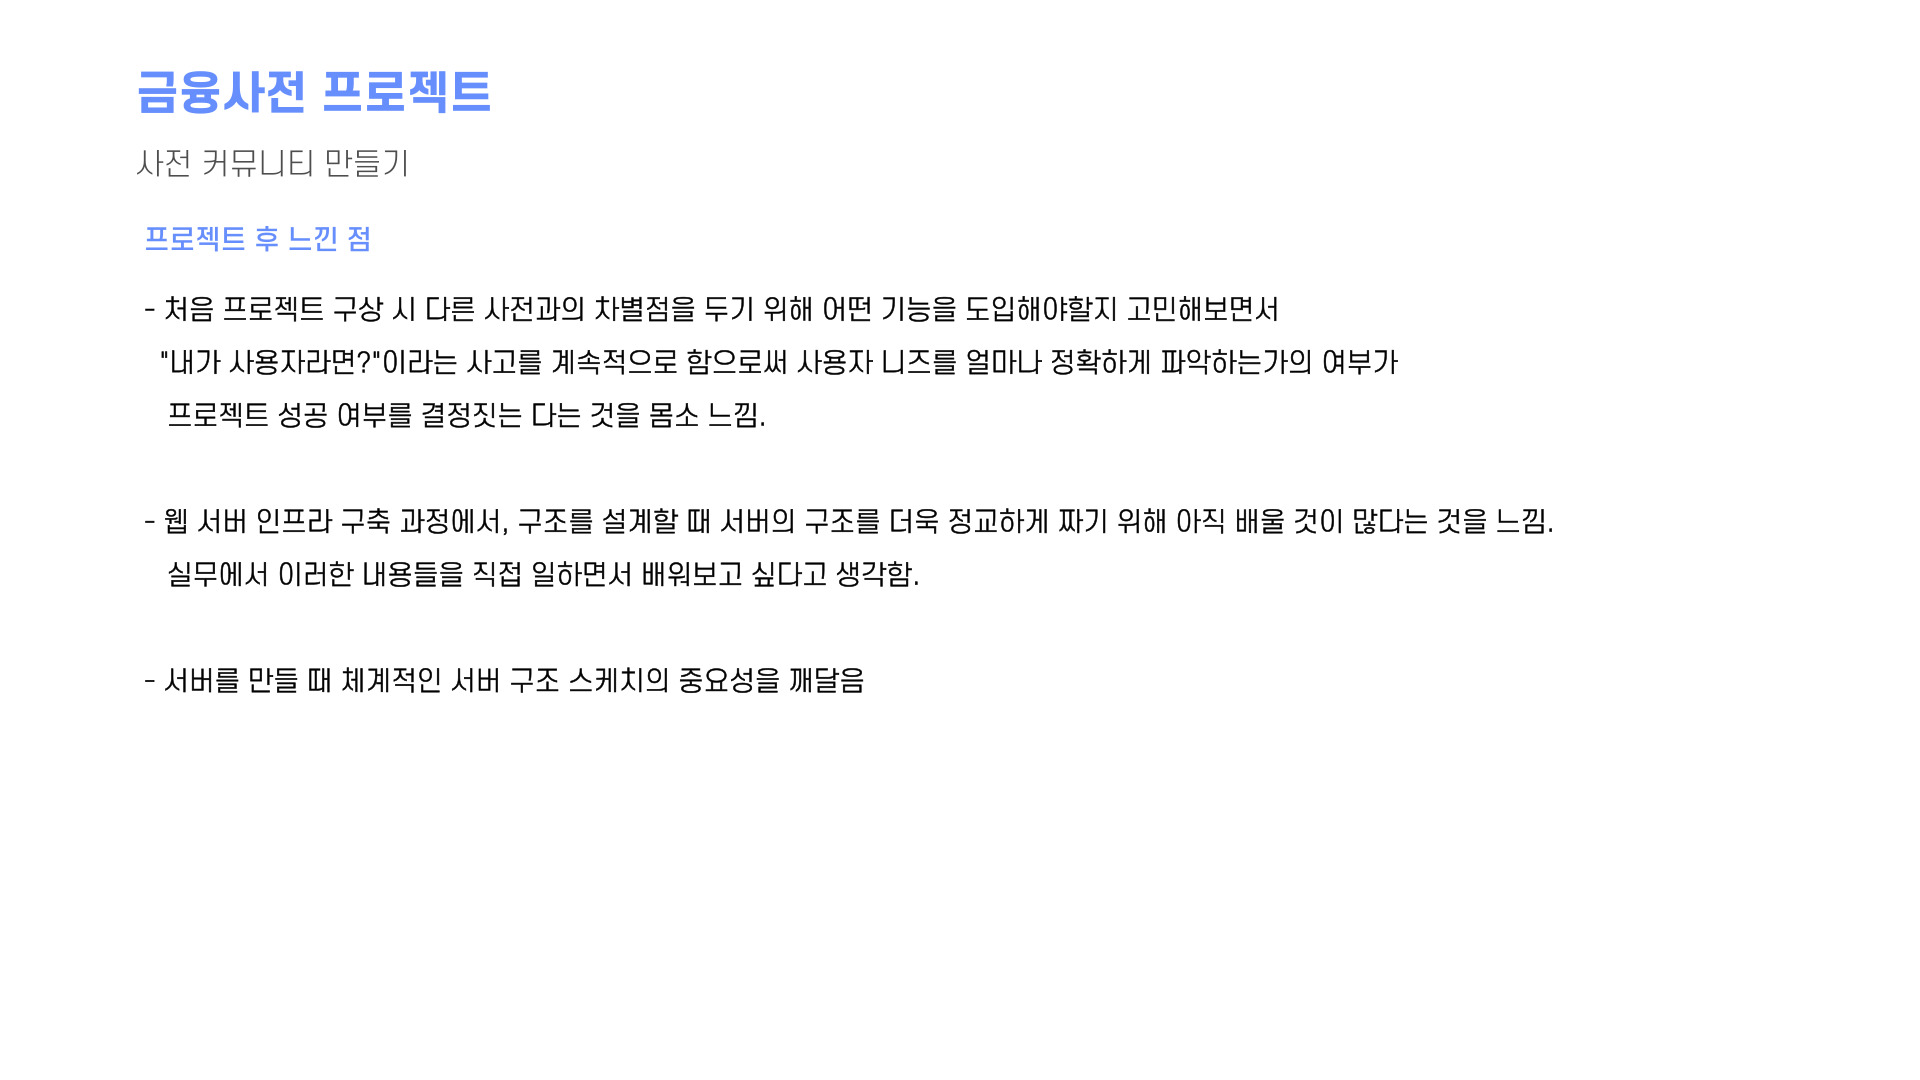 금융사전 프로젝트
사전 커뮤니티 만들기
프로젝트 후 느낀 점
- 처음 프로젝트 구상 시 다른 사전과의 차별점을 두기 위해 어떤 기능을 도입해야할지 고민해보면서
"내가 사용자라면?"이라는 사고를 계속적으로 함으로써 사용자 니즈를 얼마나 정확하게 파악하는가의 여부가
프로젝트 성공 여부를 결정짓는 다는 것을 몸소 느낌.
- 웹 서버 인프라 구축 과정에서, 구조를 설계할 때 서버의 구조를 더욱 정교하게 짜기 위해 아직 배울 것이 많다는 것을 느낌.
실무에서 이러한 내용들을 직접 일하면서 배워보고 싶다고 생각함.
- 서버를 만들 때 체계적인 서버 구조 스케치의 중요성을 깨달음